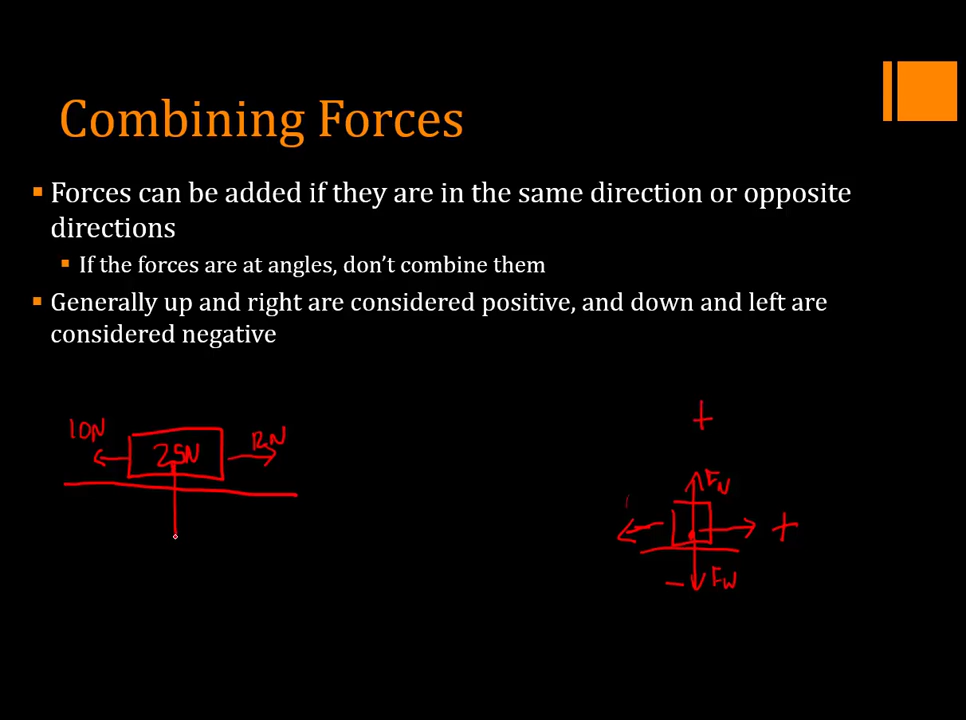 Combining Forces
Forces can be added if they are in the same direction or opposite
directions
If the forces are at angles, don't combine them
Generally up and right are considered positive, and down and left are
considered negative
10N
25N
12N
+
FN
+
- FW